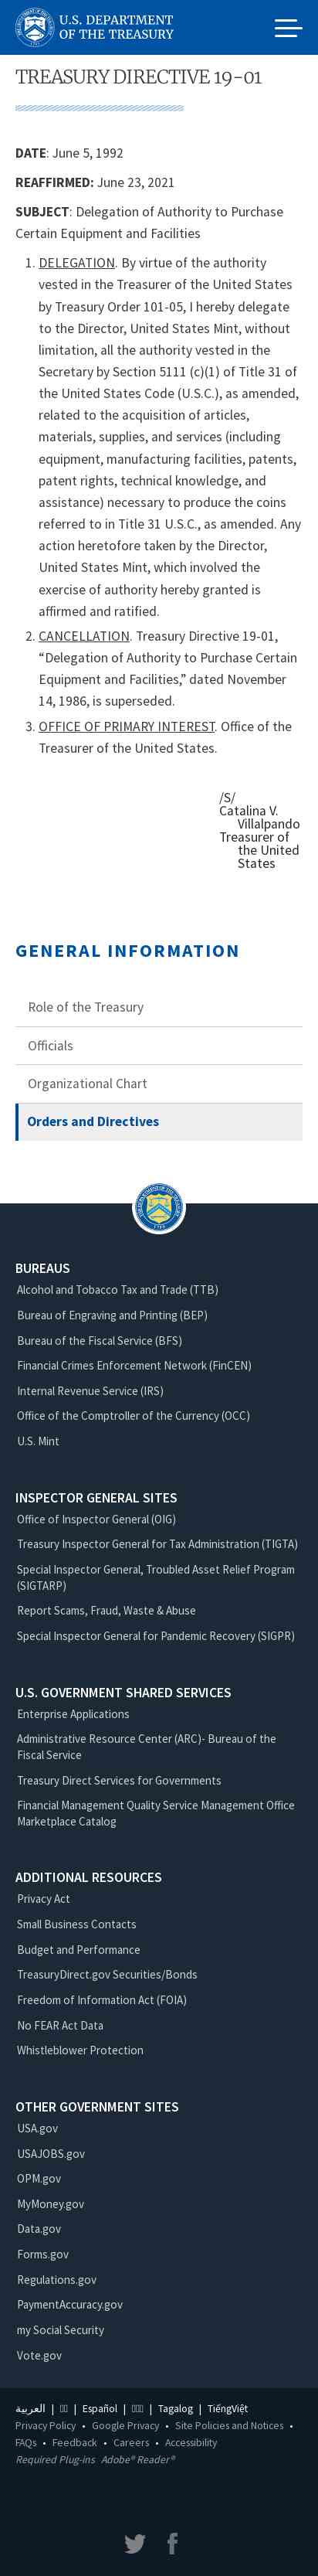 U.S. DEPARTMENT
OF THE TREASURY
TREASURY DIRECTIVE 19-01
DATE: June 5, 1992
REAFFIRMED: June 23, 2021
SUBJECT: Delegation of Authority to Purchase
Certain Equipment and Facilities
1. DELEGATION. By virtue of the authority
vested in the Treasurer of the United States
by Treasury Order 101-05, I hereby delegate
to the Director, United States Mint, without
limitation, all the authority vested in the
Secretary by Section 5111 (c)(1) of Title 31 of
the United States Code (U.S.C.), as amended,
related to the acquisition of articles,
materials, supplies, and services (including
equipment, manufacturing facilities, patents,
patent rights, technical knowledge, and
assistance) necessary to produce the coins
referred to in Title 31 U.S.C., as amended. Any
action heretofore taken by the Director,
United States Mint, which involved the
exercise of authority hereby granted is
affirmed and ratified.
2. CANCELLATION. Treasury Directive 19-01,
“Delegation of Authority to Purchase Certain
Equipment and Facilities,” dated November
14, 1986, is superseded.
3. OFFICE OF PRIMARY INTEREST. Office of the
Treasurer of the United States.
/S/
Catalina V.
Villalpando
Treasurer of
the United
States
GENERAL INFORMATION
Role of the Treasury
Officials
Organizational Chart
Orders and Directives
BUREAUS
Alcohol and Tobacco Tax and Trade (TTB)
Bureau of Engraving and Printing (BEP)
Bureau of the Fiscal Service (BFS)
Financial Crimes Enforcement Network (FinCEN)
Internal Revenue Service (IRS)
Office of the Comptroller of the Currency (OCC)
U.S. Mint
INSPECTOR GENERAL SITES
Office of Inspector General (OIG)
Treasury Inspector General for Tax Administration (TIGTA)
Special Inspector General, Troubled Asset Relief Program
(SIGTARP)
Report Scams, Fraud, Waste & Abuse
Special Inspector General for Pandemic Recovery (SIGPR)
U.S. GOVERNMENT SHARED SERVICES
Enterprise Applications
Administrative Resource Center (ARC)- Bureau of the
Fiscal Service
Treasury Direct Services for Governments
Financial Management Quality Service Management Office
Marketplace Catalog
ADDITIONAL RESOURCES
Privacy Act
Small Business Contacts
Budget and Performance
TreasuryDirect.gov Securities/Bonds
Freedom of Information Act (FOIA)
No FEAR Act Data
Whistleblower Protection
OTHER GOVERNMENT SITES
USA.gov
USAJOBS.gov
OPM.gov
MyMoney.gov
Data.gov
Forms.gov
Regulations.gov
PaymentAccuracy.gov
my Social Security
Vote.gov
العربية | | Español | | Tagalog | TiếngViệt
Privacy Policy • Google Privacy • Site Policies and Notices •
FAQs • Feedback • Careers • Accessibility
Required Plug-ins Adobe® Reader®